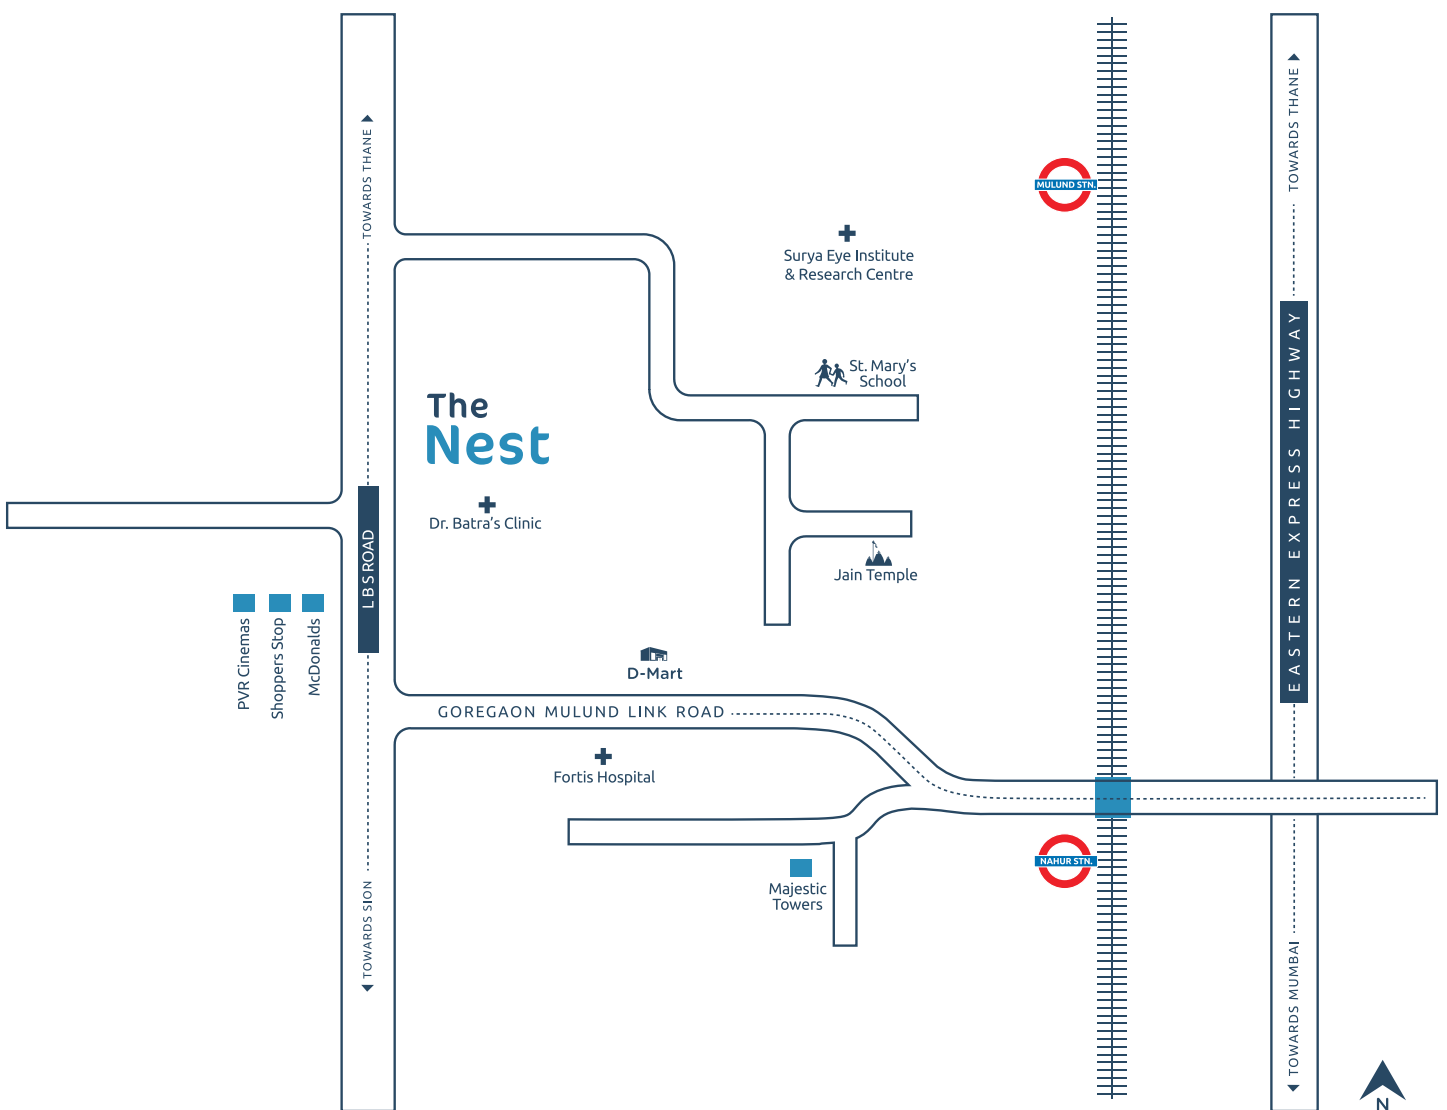 TOWARDS THANE
TOWARDS THANE
MULUND STN.
Surya Eye Institute
& Research Centre
St. Mary's
School
The
Nest
EASTERN EXPRESS HIGHWAY
Dr. Batra's Clinic
L B S ROAD
Jain Temple
PVR Cinemas
Shoppers Stop
McDonalds
D-Mart
GOREGAON MULUND LINK ROAD
Fortis Hospital
NAHUR STN.
Majestic
Towers
TOWARDS SION
TOWARDS MUMBAI
N